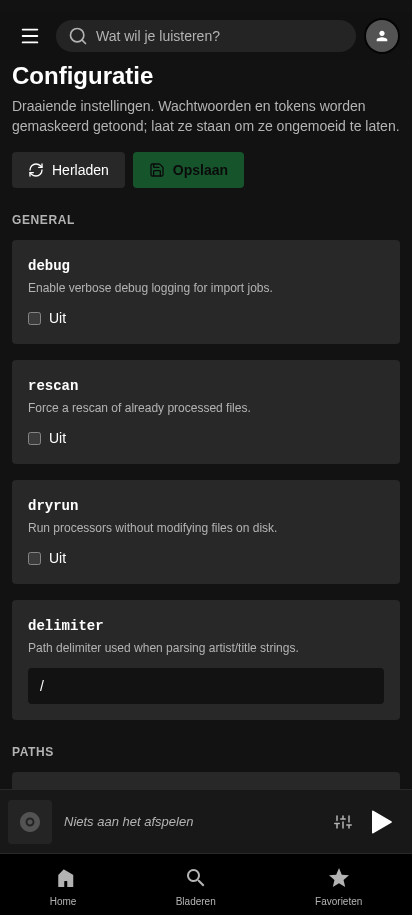 Wat wil je luisteren?
Configuratie
Draaiende instellingen. Wachtwoorden en tokens worden
gemaskeerd getoond; laat ze staan om ze ongemoeid te laten.
Herladen
Opslaan
GENERAL
debug
Enable verbose debug logging for import jobs.
Uit
rescan
Force a rescan of already processed files.
Uit
dryrun
Run processors without modifying files on disk.
Uit
delimiter
Path delimiter used when parsing artist/title strings.
/
PATHS
Niets aan het afspelen
Home
Bladeren
Favorieten